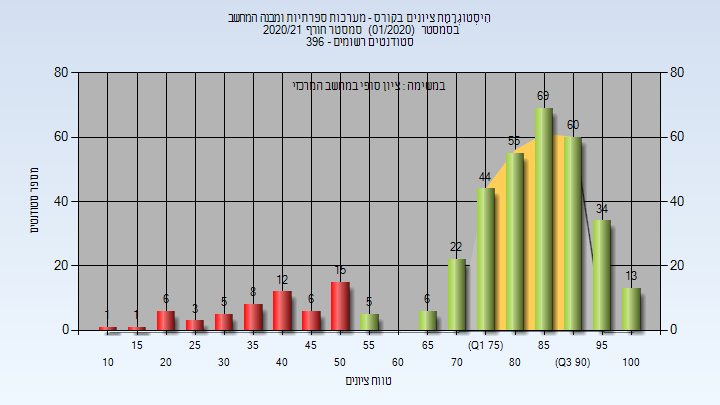 היסטוגרמת ציונים בקורס - מערכות ספרתיות ומבנה המחשב
בסמסטר (01/2020) סמסטר חורף 2020/21
סטודנטים רשומים - 396
במשימה : ציון סופי במחשב המרכזי
80 80
60 60
40 40
20 20
0 0
מספר סטודנטים
1 1 6 3 5 8 12 6 15 5 6 22 44 55 69 60 34 13
15 25 35 45 55 65 (Q1 75) 85 95
10 20 30 40 50 60 70 80 (Q3 90) 100
טווח ציונים